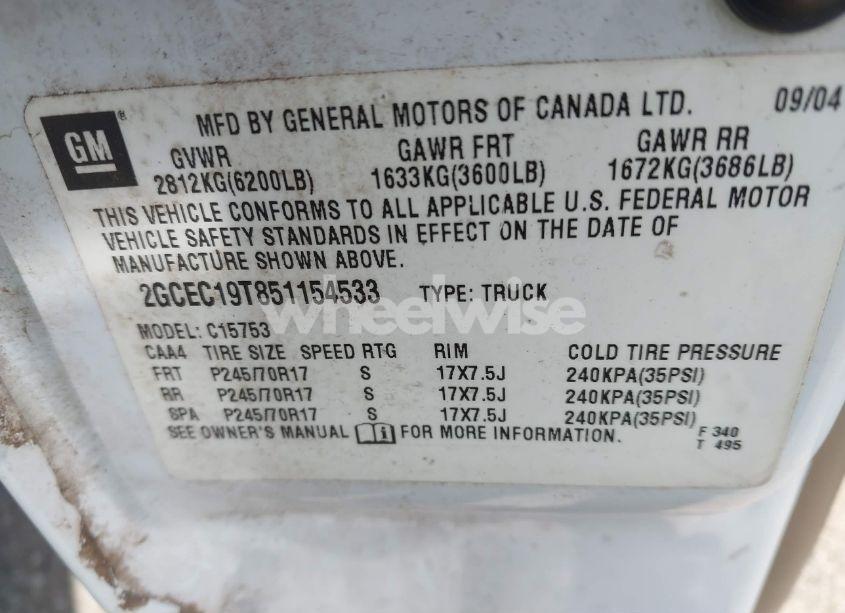 GM
MFD BY GENERAL MOTORS OF CANADA LTD. 09/04
GVWR GAWR FRT GAWR RR
2812KG(6200LB) 1633KG(3600LB) 1672KG(3686LB)
THIS VEHICLE CONFORMS TO ALL APPLICABLE U.S. FEDERAL MOTOR
VEHICLE SAFETY STANDARDS IN EFFECT ON THE DATE OF
MANUFACTURE SHOWN ABOVE.
2GCEC19T851154533 TYPE: TRUCK
wheelwise
MODEL: C15753
CAA4 TIRE SIZE SPEED RTG RIM COLD TIRE PRESSURE
FRT P245/70R17 S 17X7.5J 240KPA(35PSI)
RR P245/70R17 S 17X7.5J 240KPA(35PSI)
SPA P245/70R17 S 17X7.5J 240KPA(35PSI)
SEE OWNER'S MANUAL FOR MORE INFORMATION.
F 340
T 495